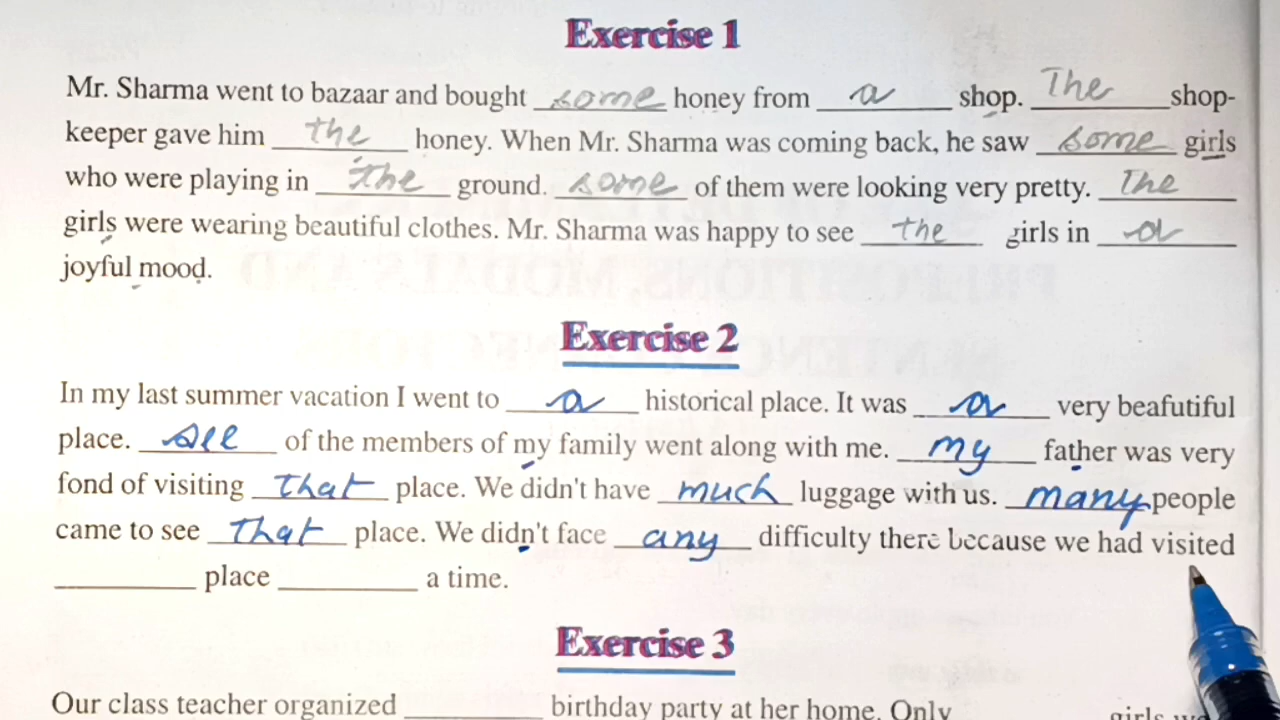 Exercise 1
Mr. Sharma went to bazaar and bought some honey from a shop. The shop-
keeper gave him the honey. When Mr. Sharma was coming back, he saw some girls
who were playing in the ground. some of them were looking very pretty. The
girls were wearing beautiful clothes. Mr. Sharma was happy to see the girls in a
joyful mood.
Exercise 2
In my last summer vacation I went to a historical place. It was a very beafutiful
place. All of the members of my family went along with me. my father was very
fond of visiting that place. We didn't have much luggage with us. many people
came to see that place. We didn't face any difficulty there because we had visited
__________ place __________ a time.
Exercise 3
Our class teacher organized __________ birthday party at her home. Only __________ girls